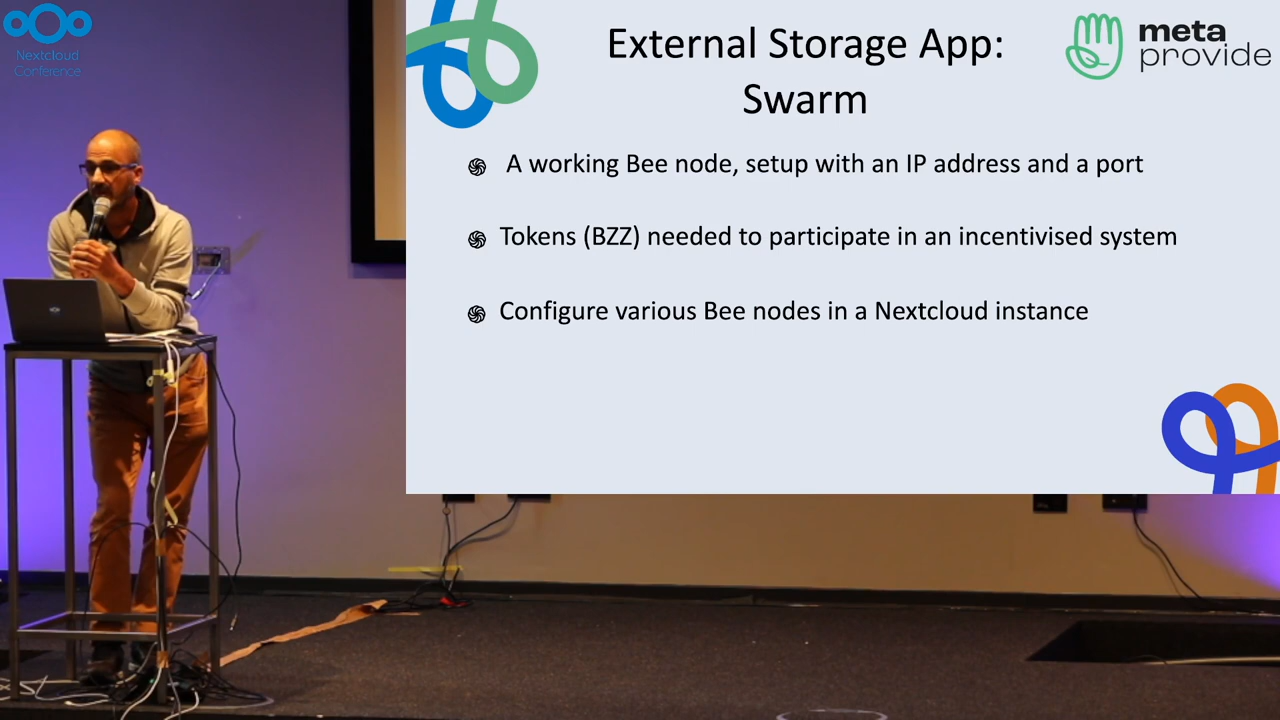 Nextcloud
Conference
External Storage App:
Swarm
meta
provide
A working Bee node, setup with an IP address and a port
Tokens (BZZ) needed to participate in an incentivised system
Configure various Bee nodes in a Nextcloud instance